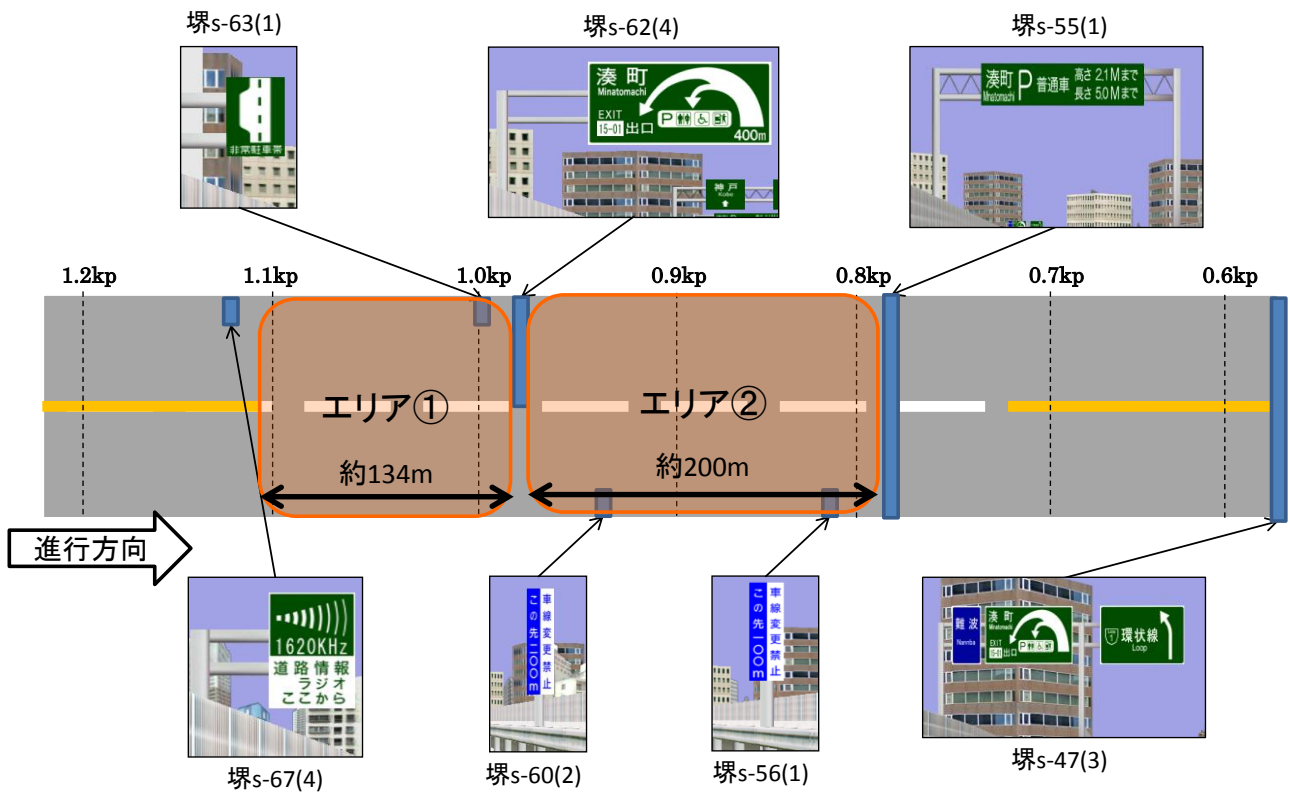 堺s-63(1)
堺s-62(4)
堺s-55(1)
非常駐車帯
湊町
Minatomachi
EXIT
15-01 出口
P
400m
神戸
Kobe
湊町
Minatomachi
P 普通車
高さ 2.1Mまで
長さ 5.0Mまで
1.2kp
1.1kp
1.0kp
0.9kp
0.8kp
0.7kp
0.6kp
エリア①
エリア②
約134m
約200m
進行方向
1620KHz
道路情報
ラジオ
ここから
車線変更禁止
この先二〇〇m
車線変更禁止
この先一〇〇m
難波
Nannba
湊町
Minatomachi
EXIT
15-01 出口
P
1
環状線
Loop
堺s-67(4)
堺s-60(2)
堺s-56(1)
堺s-47(3)